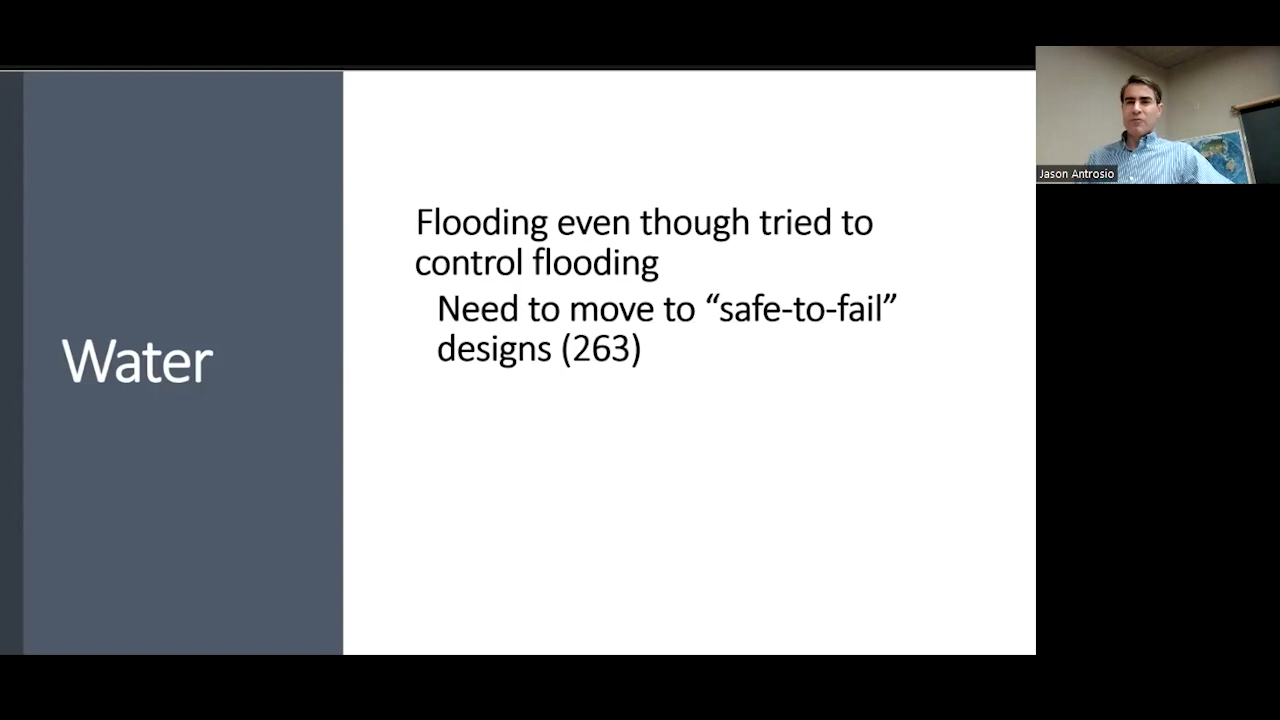 Water
Flooding even though tried to
control flooding
Need to move to “safe-to-fail”
designs (263)
Jason Antrosio